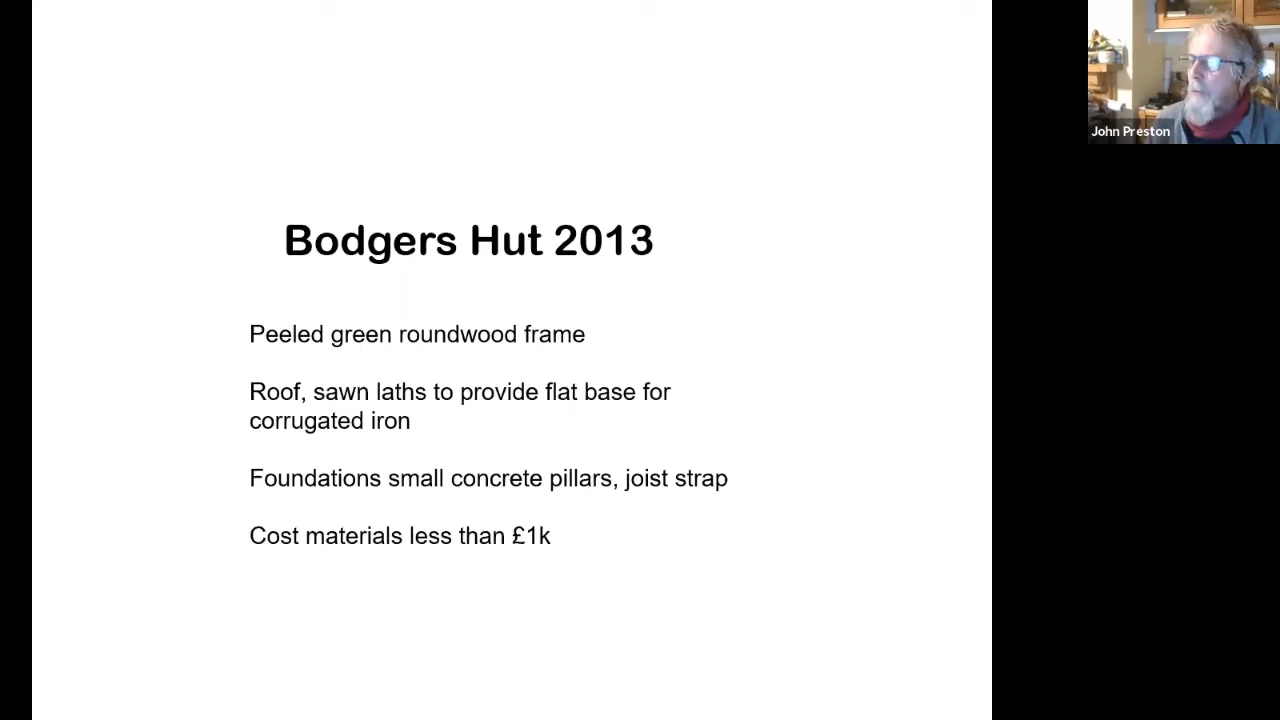 Bodgers Hut 2013
Peeled green roundwood frame
Roof, sawn laths to provide flat base for
corrugated iron
Foundations small concrete pillars, joist strap
Cost materials less than £1k
John Preston